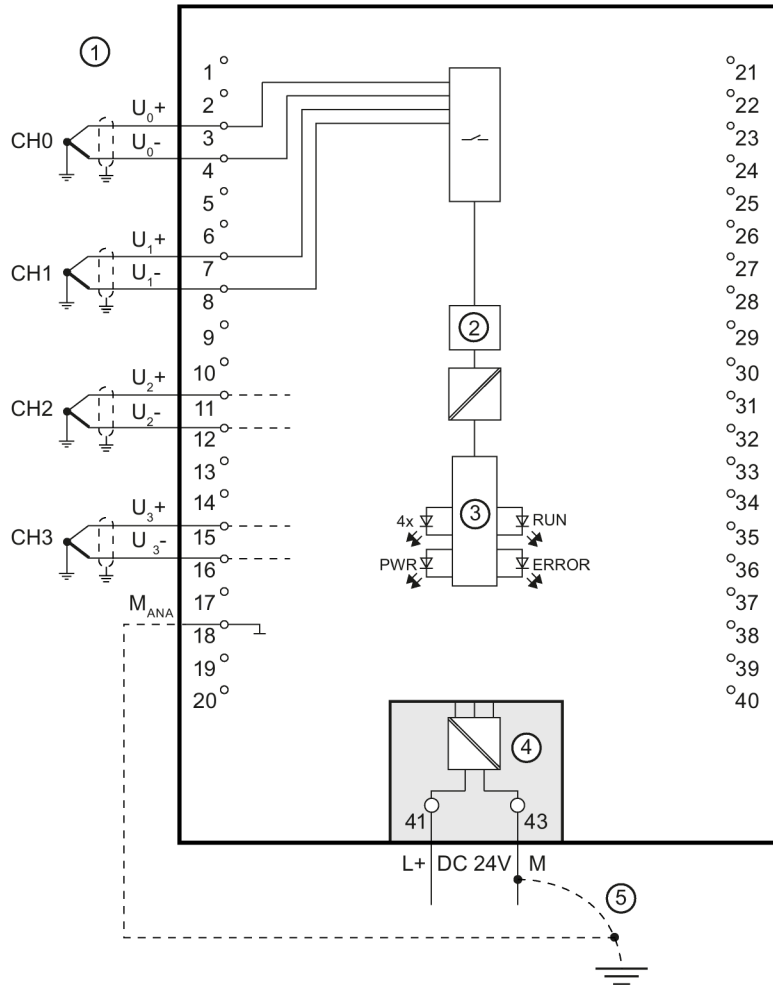 ①
1 21
U0+ 2 22
CH0 3 23
U0- 4 24
5 25
U1+ 6 26
CH1 7 27
U1- 8 28
9 ② 29
U2+ 10 30
CH2 11 31
U2- 12 32
13 33
U3+ 14 34
CH3 15 4x ③ RUN 35
U3- 16 PWR ERROR 36
MANA 17 37
18 38
19 39
20 40
④
41 43
L+ DC 24V M
⑤